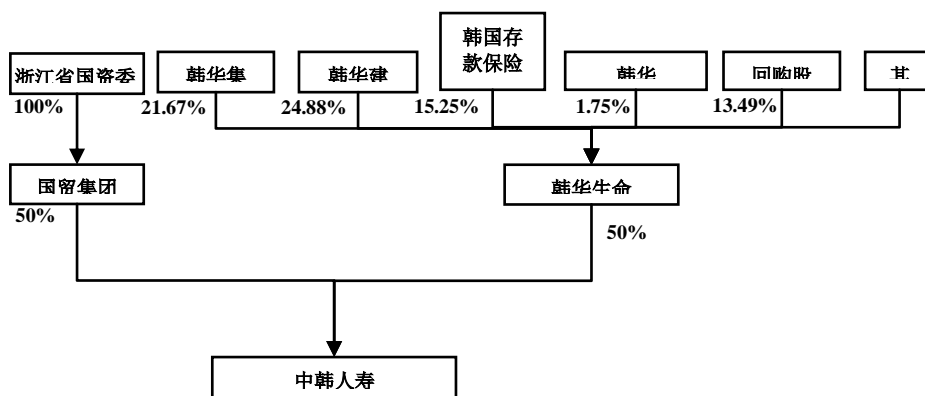 韩国存
款保险
浙江省国资委
韩华集
韩华建
韩华
回购股
其
100%
21.67%
24.88%
15.25%
1.75%
13.49%
国贸集团
韩华生命
50%
50%
中韩人寿